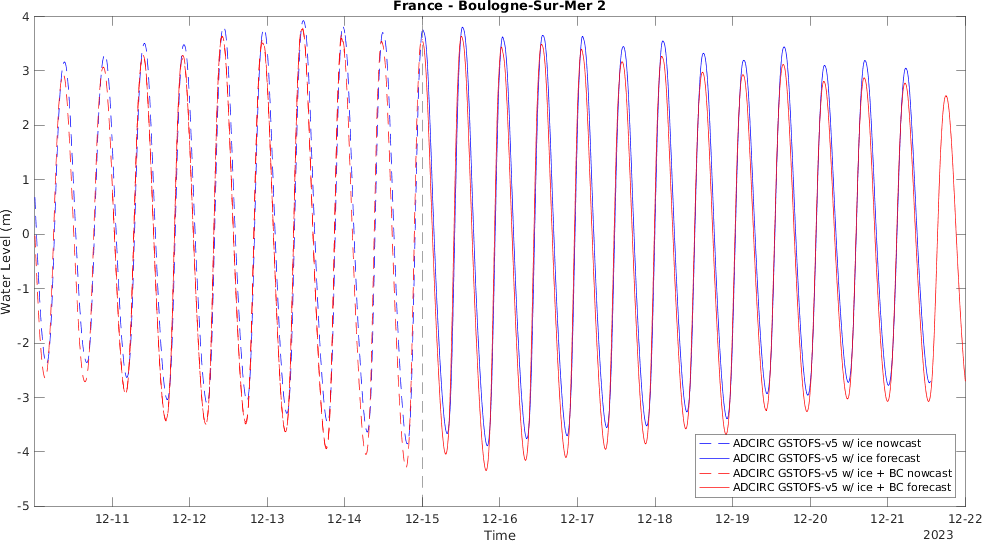 France - Boulogne-Sur-Mer 2
4
3
2
1
0
-1
-2
-3
-4
-5
Water Level (m)
ADCIRC GSTOFS-v5 w/ ice nowcast
ADCIRC GSTOFS-v5 w/ ice forecast
ADCIRC GSTOFS-v5 w/ ice + BC nowcast
ADCIRC GSTOFS-v5 w/ ice + BC forecast
12-11 12-12 12-13 12-14 12-15 12-16 12-17 12-18 12-19 12-20 12-21 12-22
Time 2023